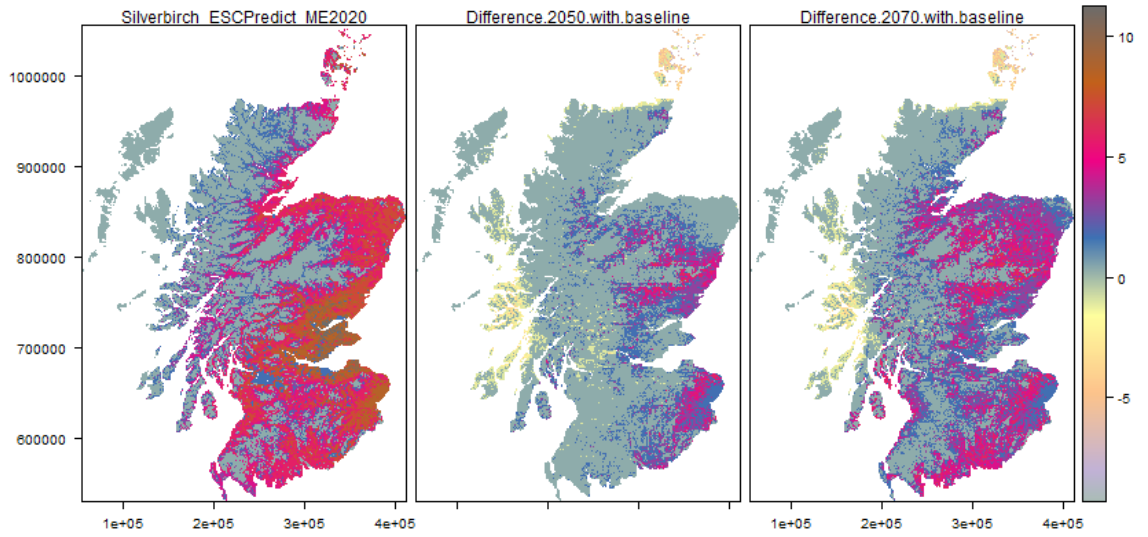 Silverbirch_ESCPredict_ME2020
Difference.2050.with.baseline
Difference.2070.with.baseline
1000000
900000
800000
700000
600000
1e+05 2e+05 3e+05 4e+05
1e+05 2e+05 3e+05 4e+05
10
5
0
-5